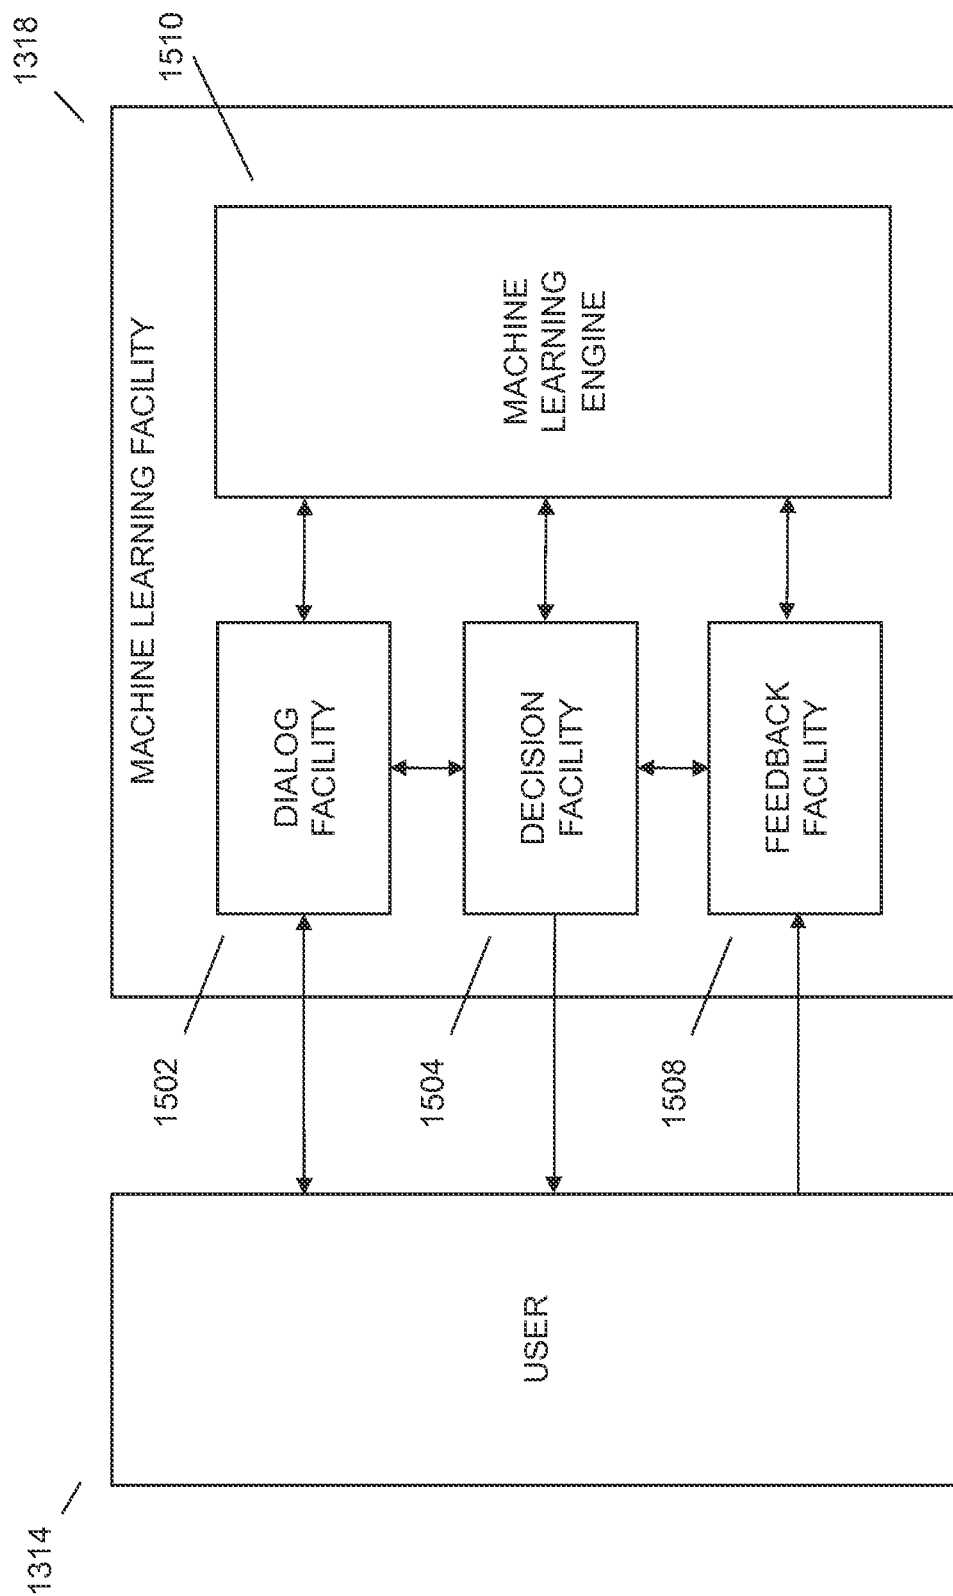 1314
1318
MACHINE LEARNING FACILITY
1510
USER
1502
DIALOG
FACILITY
1504
DECISION
FACILITY
1508
FEEDBACK
FACILITY
MACHINE
LEARNING
ENGINE